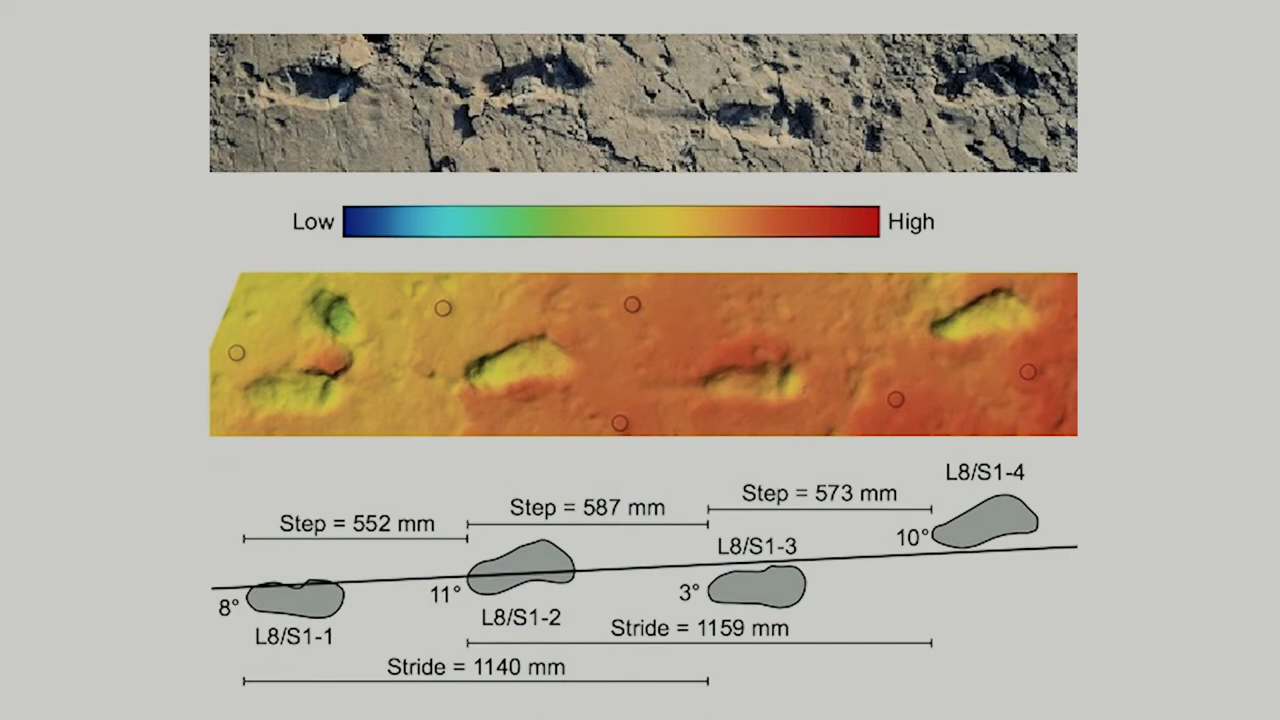 Low
High
L8/S1-4
Step = 573 mm
Step = 587 mm
Step = 552 mm
10°
L8/S1-3
11°
3°
8°
L8/S1-2
Stride = 1159 mm
L8/S1-1
Stride = 1140 mm